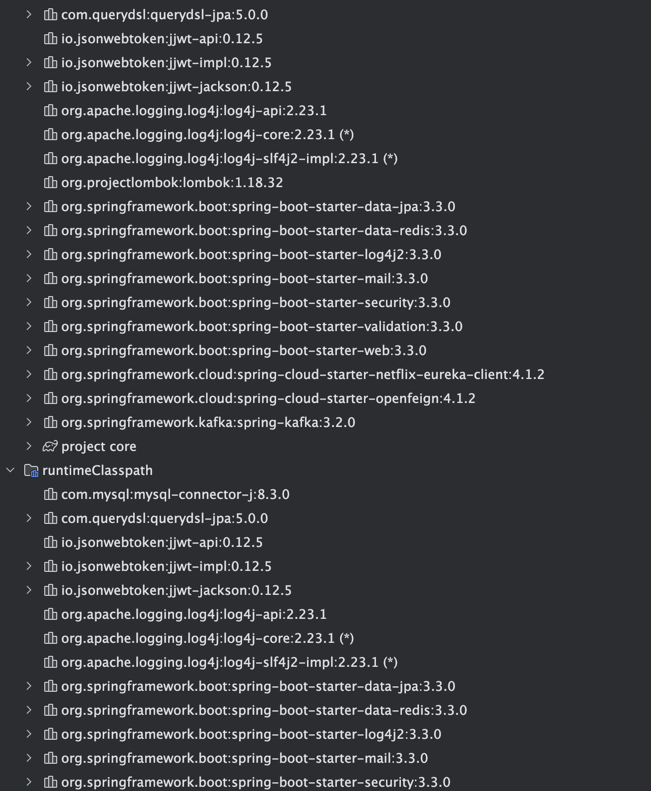 com.querydsl:querydsl-jpa:5.0.0
io.jsonwebtoken:jjwt-api:0.12.5
io.jsonwebtoken:jjwt-impl:0.12.5
io.jsonwebtoken:jjwt-jackson:0.12.5
org.apache.logging.log4j:log4j-api:2.23.1
org.apache.logging.log4j:log4j-core:2.23.1 (*)
org.apache.logging.log4j:log4j-slf4j2-impl:2.23.1 (*)
org.projectlombok:lombok:1.18.32
org.springframework.boot:spring-boot-starter-data-jpa:3.3.0
org.springframework.boot:spring-boot-starter-data-redis:3.3.0
org.springframework.boot:spring-boot-starter-log4j2:3.3.0
org.springframework.boot:spring-boot-starter-mail:3.3.0
org.springframework.boot:spring-boot-starter-security:3.3.0
org.springframework.boot:spring-boot-starter-validation:3.3.0
org.springframework.boot:spring-boot-starter-web:3.3.0
org.springframework.cloud:spring-cloud-starter-netflix-eureka-client:4.1.2
org.springframework.cloud:spring-cloud-starter-openfeign:4.1.2
org.springframework.kafka:spring-kafka:3.2.0
project core
runtimeClasspath
com.mysql:mysql-connector-j:8.3.0
com.querydsl:querydsl-jpa:5.0.0
io.jsonwebtoken:jjwt-api:0.12.5
io.jsonwebtoken:jjwt-impl:0.12.5
io.jsonwebtoken:jjwt-jackson:0.12.5
org.apache.logging.log4j:log4j-api:2.23.1
org.apache.logging.log4j:log4j-core:2.23.1 (*)
org.apache.logging.log4j:log4j-slf4j2-impl:2.23.1 (*)
org.springframework.boot:spring-boot-starter-data-jpa:3.3.0
org.springframework.boot:spring-boot-starter-data-redis:3.3.0
org.springframework.boot:spring-boot-starter-log4j2:3.3.0
org.springframework.boot:spring-boot-starter-mail:3.3.0
org.springframework.boot:spring-boot-starter-security:3.3.0